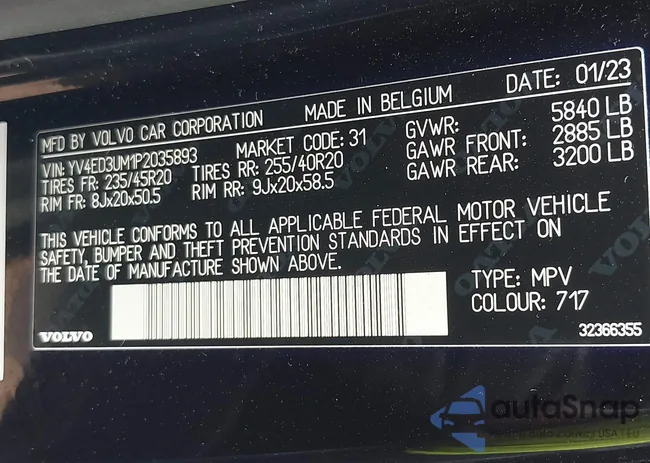 MFD BY VOLVO CAR CORPORATION MADE IN BELGIUM DATE: 01/23
VIN: YV4ED3UM1P2035893 MARKET CODE: 31 GVWR: 5840 LB
TIRES FR: 235/45R20 TIRES RR: 255/40R20 GAWR FRONT: 2885 LB
RIM FR: 8Jx20x50.5 RIM RR: 9Jx20x58.5 GAWR REAR: 3200 LB
THIS VEHICLE CONFORMS TO ALL APPLICABLE FEDERAL MOTOR VEHICLE
SAFETY, BUMPER AND THEFT PREVENTION STANDARDS IN EFFECT ON
THE DATE OF MANUFACTURE SHOWN ABOVE.
TYPE: MPV
COLOUR: 717
VOLVO
32366355
autoSnap